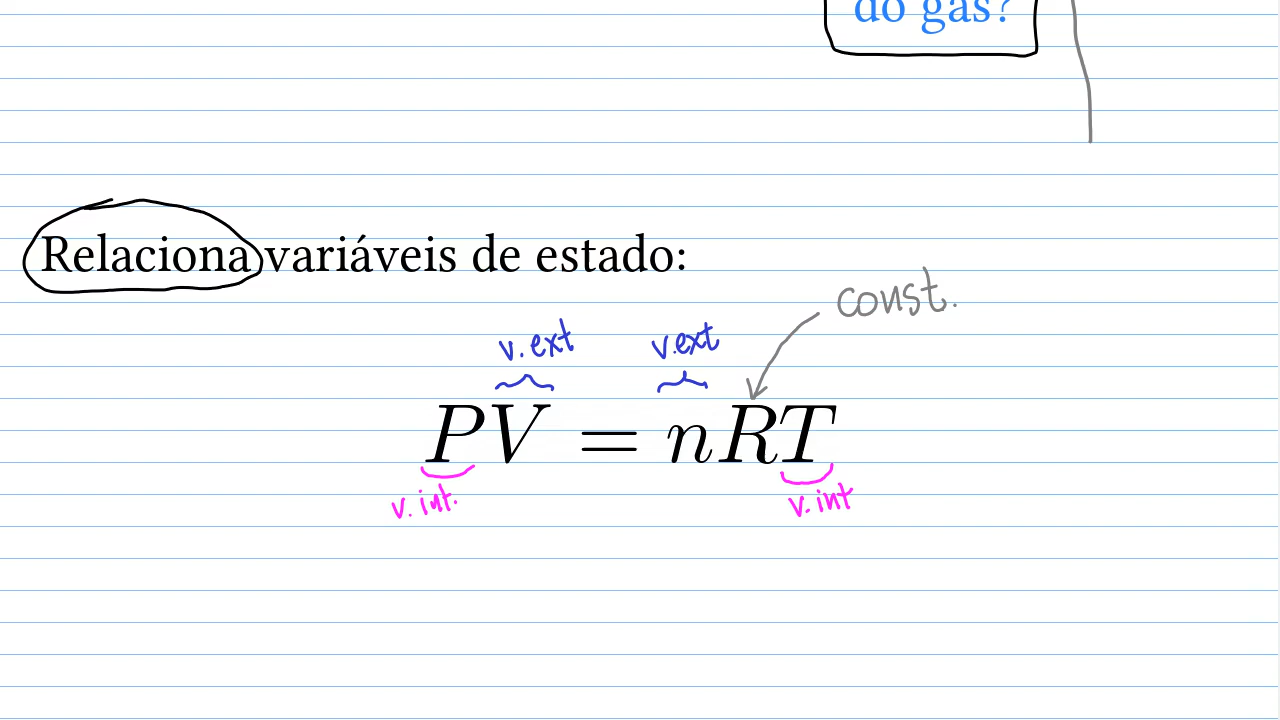 do gás?
Relaciona variáveis de estado:
const.
v.ext v.ext
PV = nRT
v.int. v.int